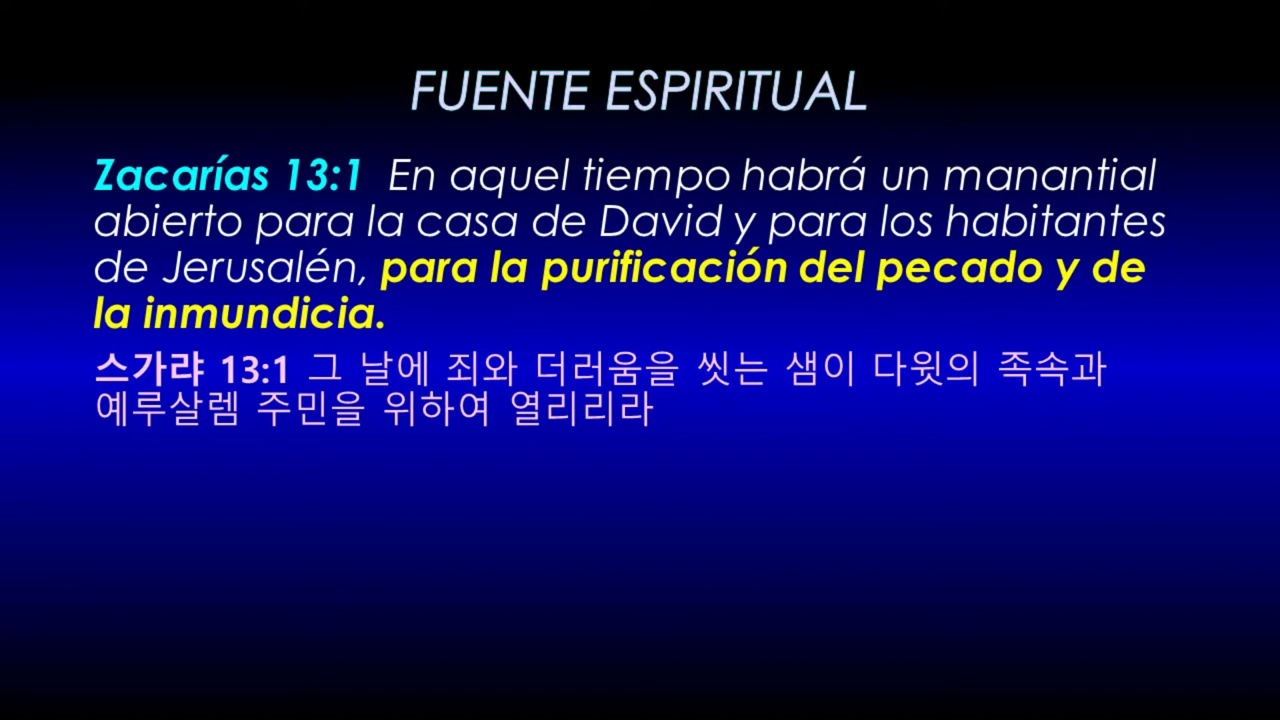 FUENTE ESPIRITUAL
Zacarías 13:1 En aquel tiempo habrá un manantial
abierto para la casa de David y para los habitantes
de Jerusalén, para la purificación del pecado y de
la inmundicia.
스가랴 13:1 그 날에 죄와 더러움을 씻는 샘이 다윗의 족속과
예루살렘 주민을 위하여 열리리라